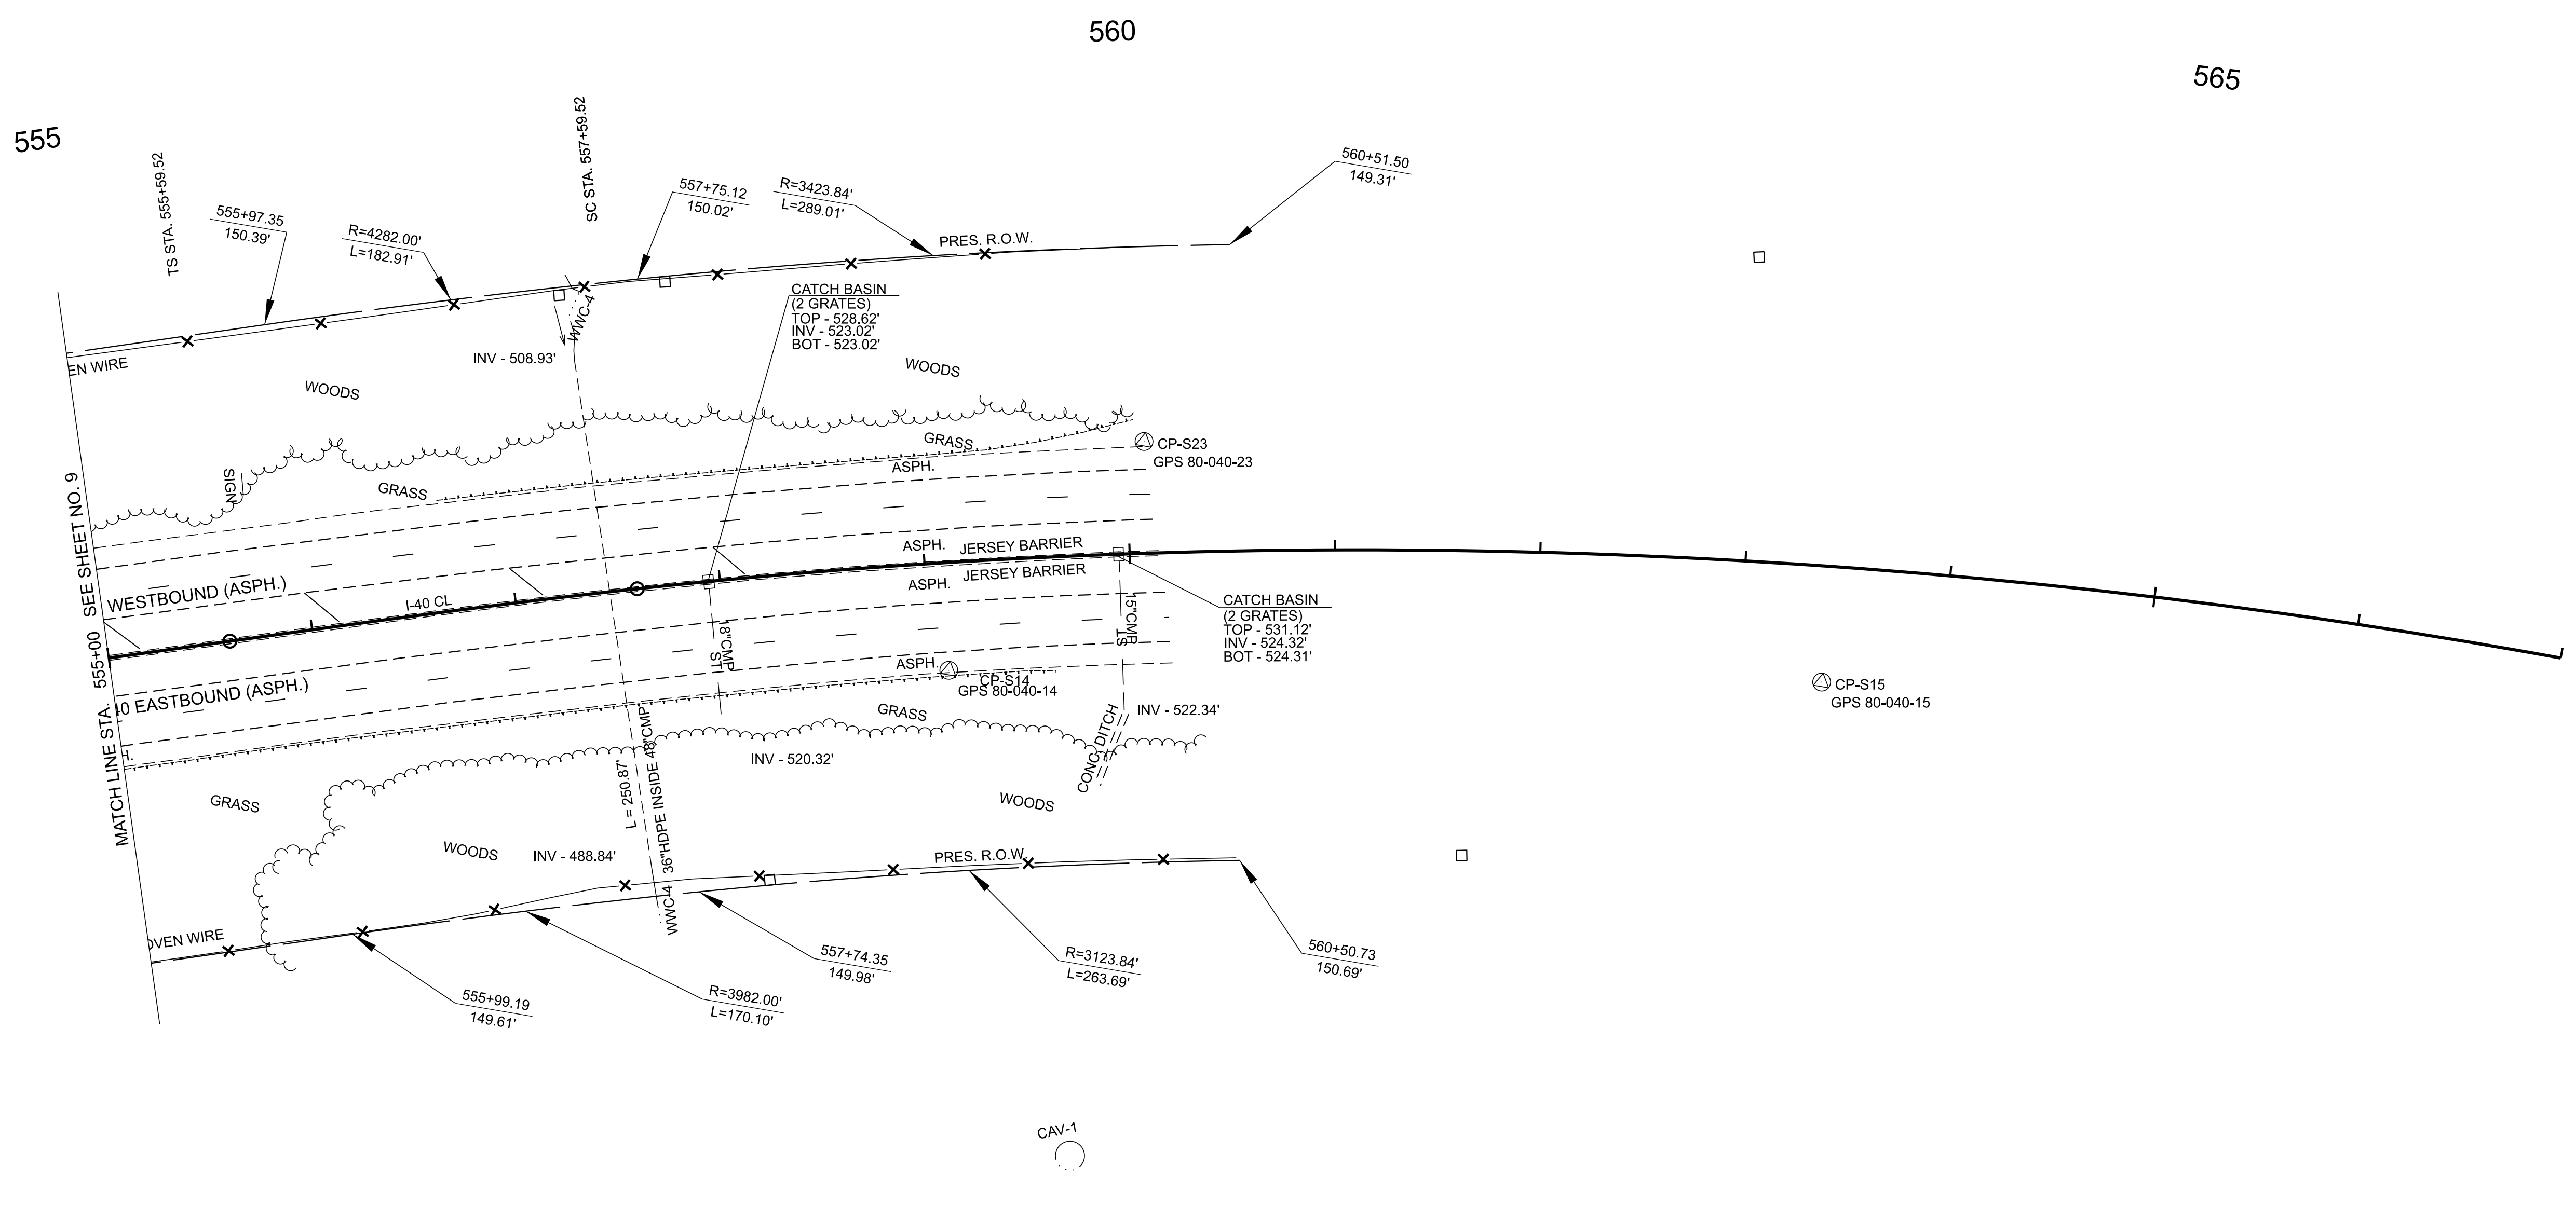 560
565
555
TS STA. 555+59.52
SC STA. 557+59.52
555+97.35
150.39'
R=4282.00'
L=182.91'
557+75.12
150.02'
R=3423.84'
L=289.01'
560+51.50
149.31'
PRES. R.O.W.
CATCH BASIN
(2 GRATES)
TOP - 528.62'
INV - 523.02'
BOT - 523.02'
WWC-4
INV - 508.93'
EN WIRE
WOODS
WOODS
GRASS
ASPH.
CP-S23
GPS 80-040-23
SIGN
GRASS
MATCH LINE STA. 555+00 SEE SHEET NO. 9
WESTBOUND (ASPH.)
I-40 CL
ASPH.
JERSEY BARRIER
JERSEY BARRIER
ASPH.
CATCH BASIN
(2 GRATES)
TOP - 531.12'
INV - 524.32'
BOT - 524.31'
15"CMP
ST
18"CMP
ST
40 EASTBOUND (ASPH.)
ASPH.
CP-S14
GPS 80-040-14
CP-S15
GPS 80-040-15
H.
GRASS
INV - 522.34'
CONC. DITCH
INV - 520.32'
L = 250.87'
WWC-4 36"HDPE INSIDE 48"CMP
GRASS
WOODS
WOODS
INV - 488.84'
PRES. R.O.W.
OVEN WIRE
555+99.19
149.61'
R=3982.00'
L=170.10'
557+74.35
149.98'
R=3123.84'
L=263.69'
560+50.73
150.69'
CAV-1